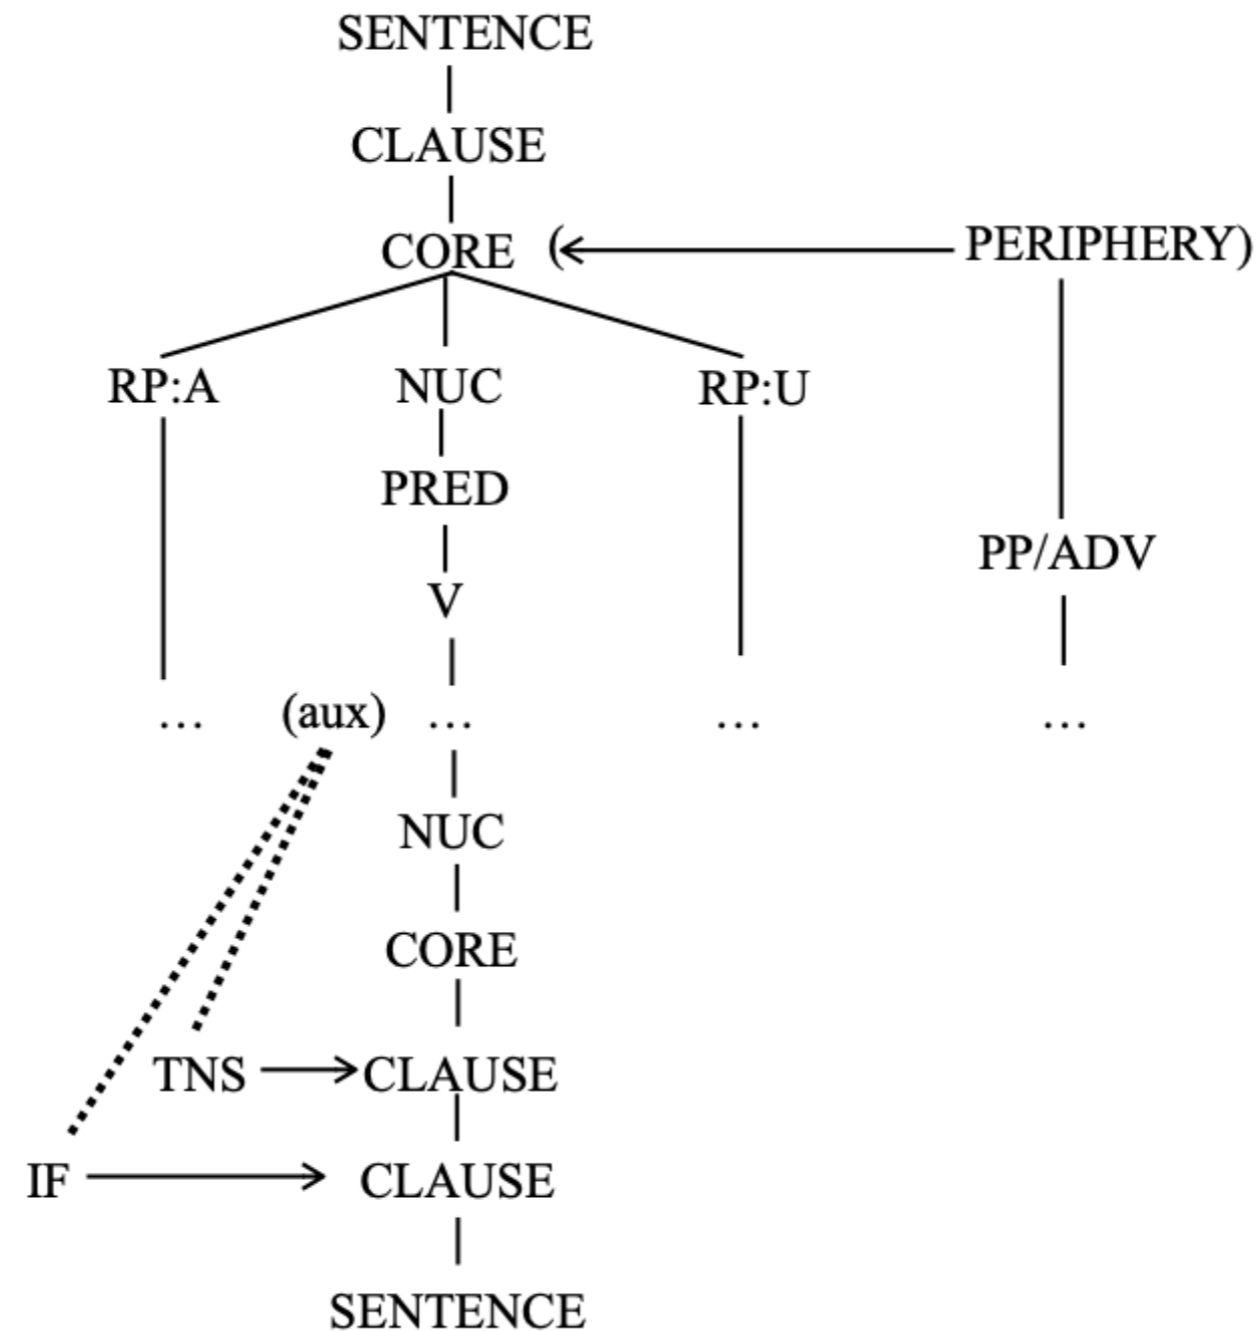 SENTENCE
CLAUSE
CORE ( PERIPHERY)
RP:A NUC RP:U
PRED
PP/ADV
V
… (aux) … … …
NUC
CORE
TNS CLAUSE
IF CLAUSE
SENTENCE